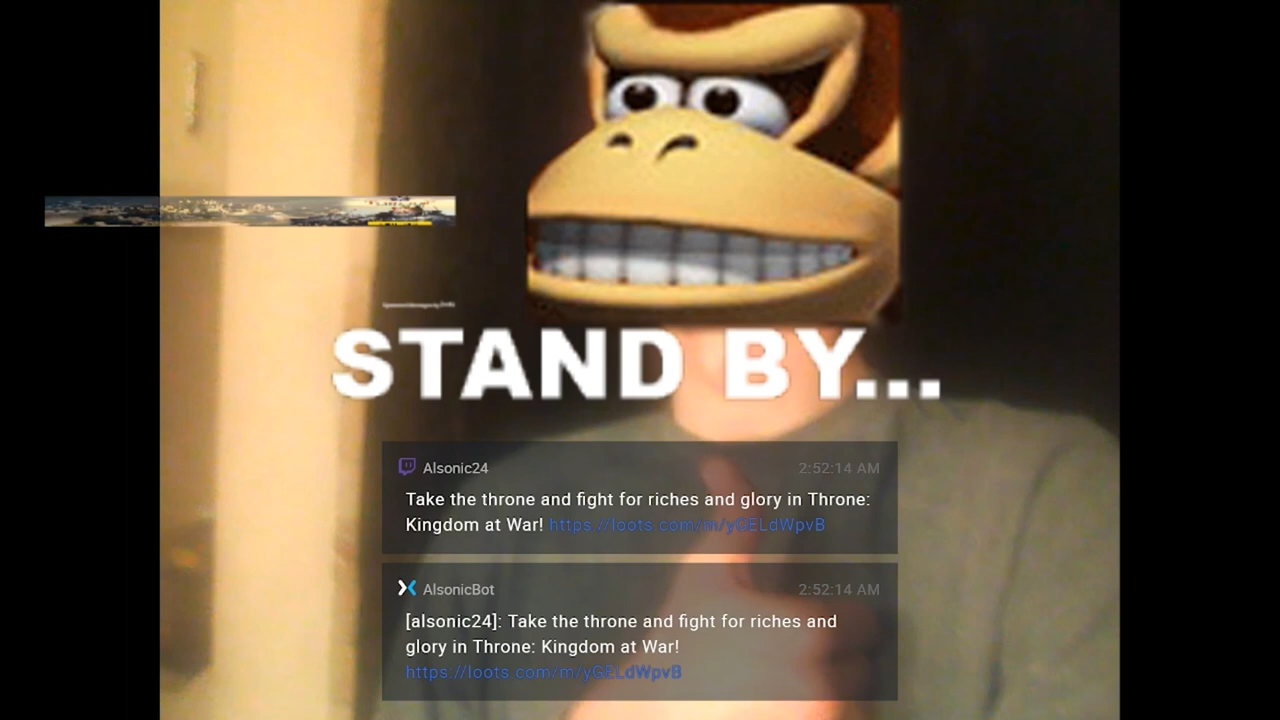 STAND BY...
Alsonic24 2:52:14 AM
Take the throne and fight for riches and glory in Throne:
Kingdom at War! https://loots.com/m/yGELdWpvB
AlsonicBot 2:52:14 AM
[alsonic24]: Take the throne and fight for riches and
glory in Throne: Kingdom at War!
https://loots.com/m/yGELdWpvB